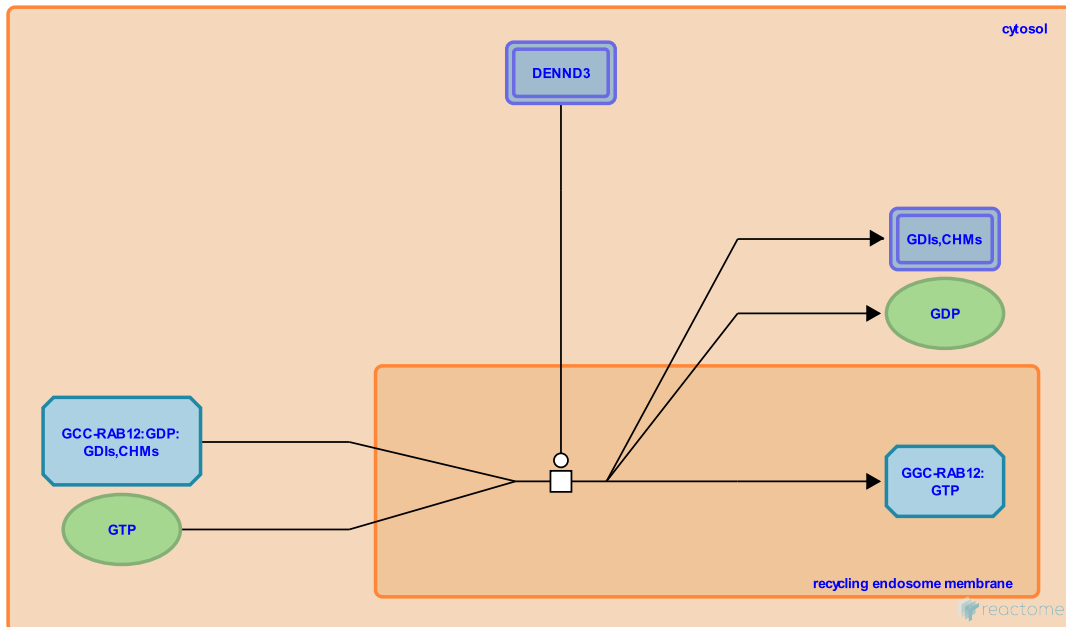 cytosol
DENND3
GDIs,CHMs
GDP
GCC-RAB12:GDP:
GDIs,CHMs
GTP
GGC-RAB12:
GTP
recycling endosome membrane
reactome